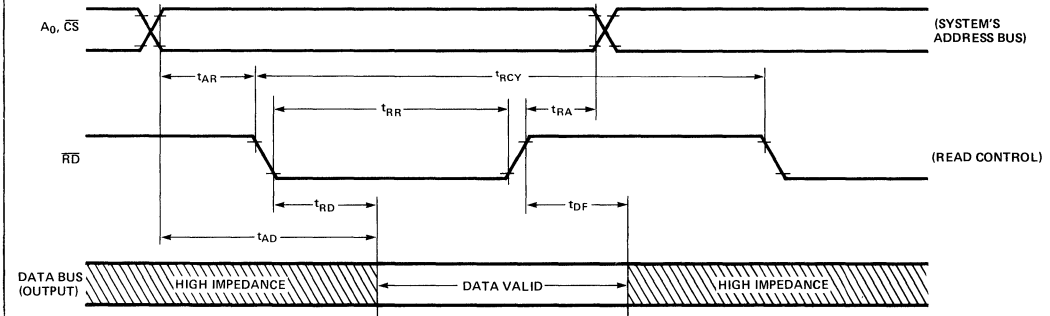 A0, CS
(SYSTEM'S
ADDRESS BUS)
tAR
tRCY
tRR
tRA
RD
(READ CONTROL)
tRD
tDF
tAD
DATA BUS
(OUTPUT)
HIGH IMPEDANCE
DATA VALID
HIGH IMPEDANCE